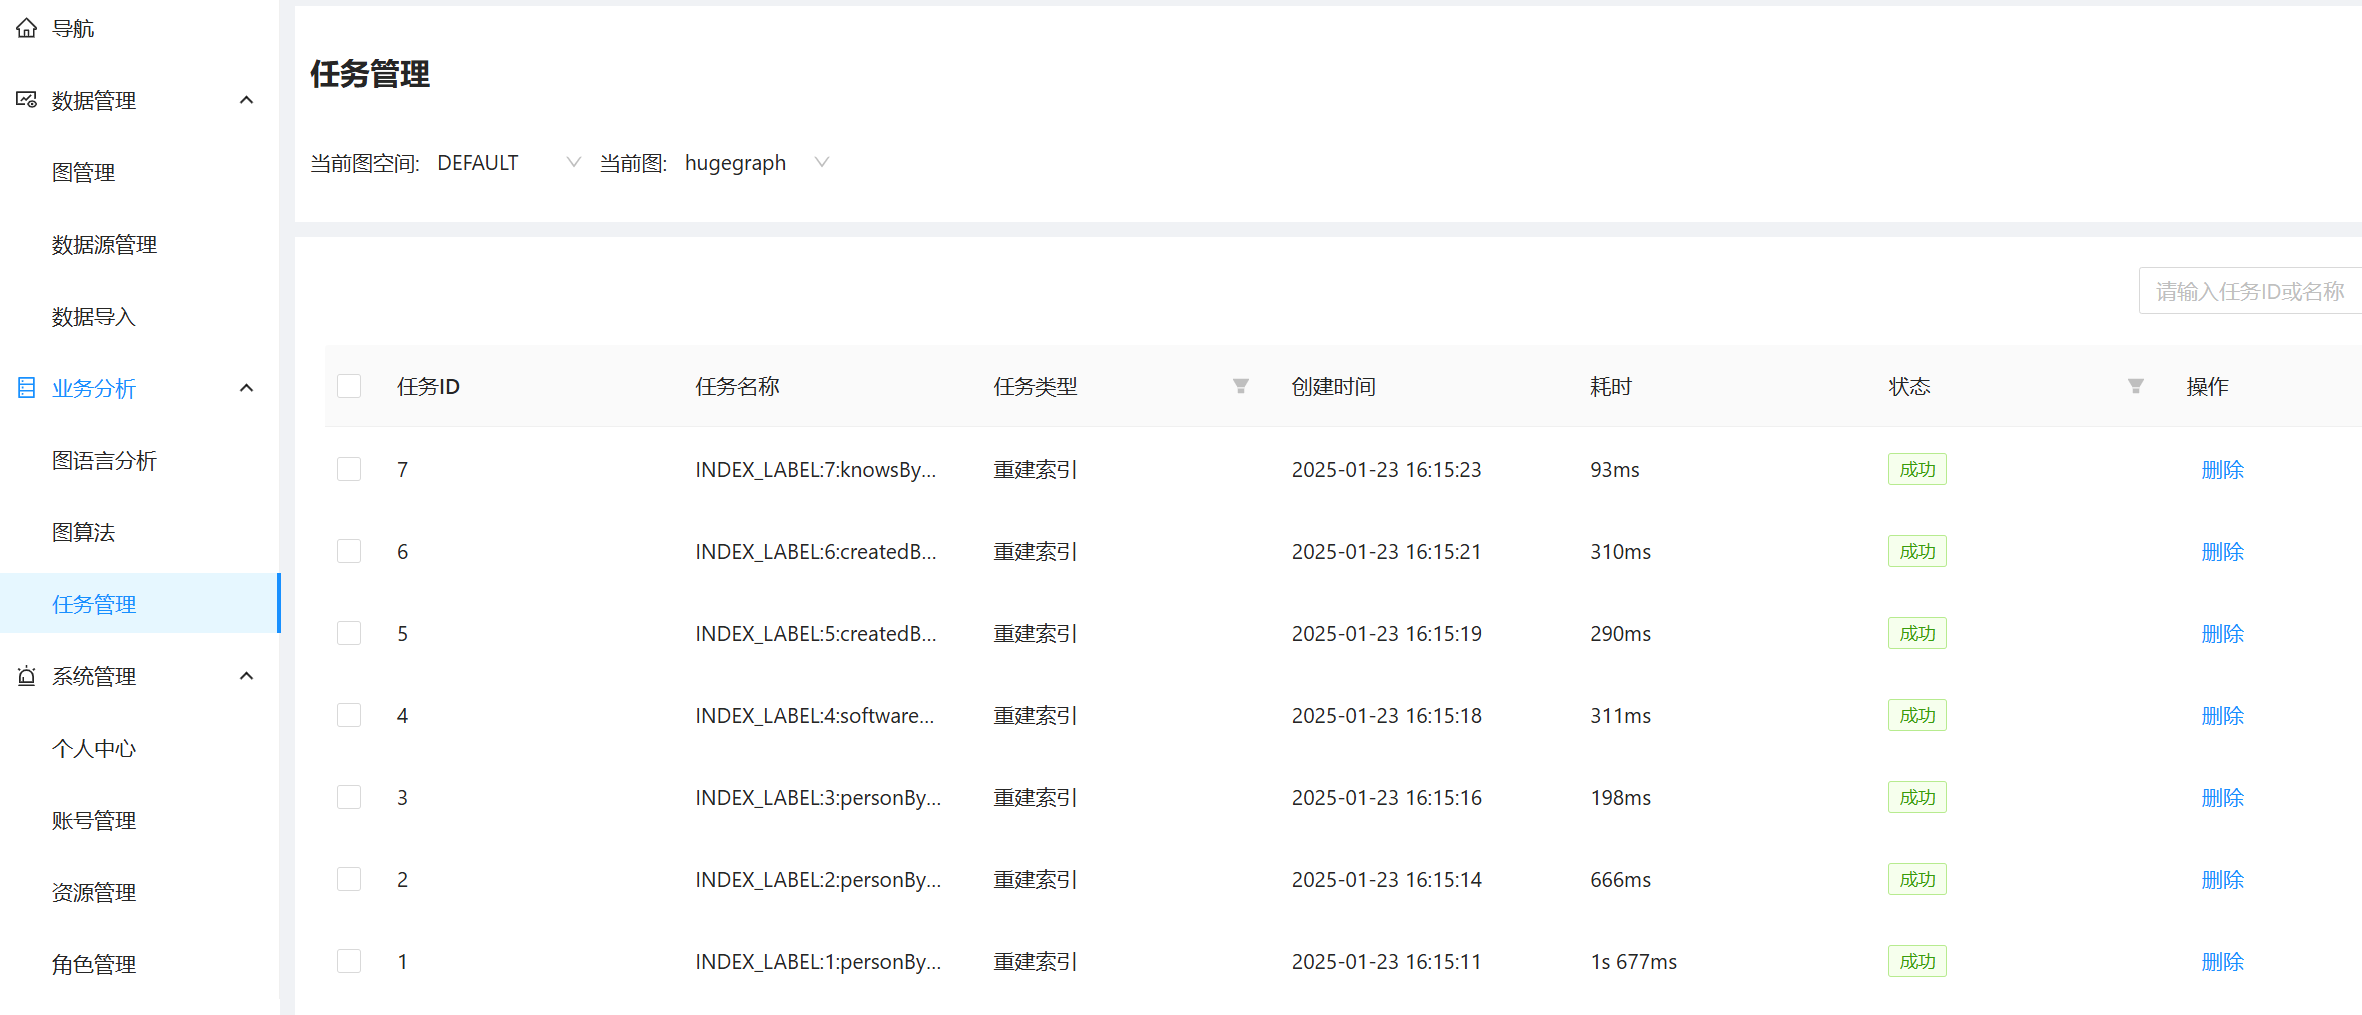 导航
数据管理
图管理
数据源管理
数据导入
业务分析
图语言分析
图算法
任务管理
系统管理
个人中心
账号管理
资源管理
角色管理
任务管理
当前图空间: DEFAULT 当前图: hugegraph
请输入任务ID或名称
任务ID 任务名称 任务类型 创建时间 耗时 状态 操作
7 INDEX_LABEL:7:knowsBy... 重建索引 2025-01-23 16:15:23 93ms 成功 删除
6 INDEX_LABEL:6:createdB... 重建索引 2025-01-23 16:15:21 310ms 成功 删除
5 INDEX_LABEL:5:createdB... 重建索引 2025-01-23 16:15:19 290ms 成功 删除
4 INDEX_LABEL:4:software... 重建索引 2025-01-23 16:15:18 311ms 成功 删除
3 INDEX_LABEL:3:personBy... 重建索引 2025-01-23 16:15:16 198ms 成功 删除
2 INDEX_LABEL:2:personBy... 重建索引 2025-01-23 16:15:14 666ms 成功 删除
1 INDEX_LABEL:1:personBy... 重建索引 2025-01-23 16:15:11 1s 677ms 成功 删除